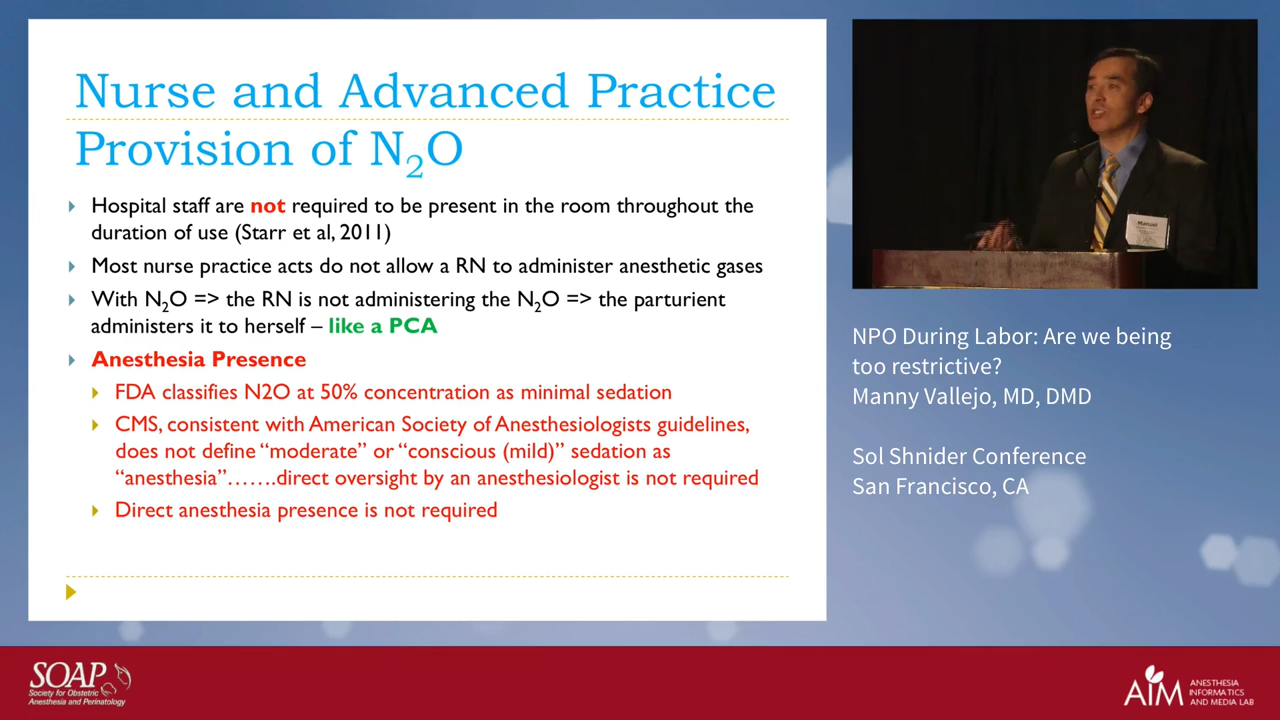 Nurse and Advanced Practice
Provision of N₂O
Hospital staff are not required to be present in the room throughout the
duration of use (Starr et al, 2011)
Most nurse practice acts do not allow a RN to administer anesthetic gases
With N₂O => the RN is not administering the N₂O => the parturient
administers it to herself – like a PCA
Anesthesia Presence
FDA classifies N2O at 50% concentration as minimal sedation
CMS, consistent with American Society of Anesthesiologists guidelines,
does not define “moderate” or “conscious (mild)” sedation as
“anesthesia”…….direct oversight by an anesthesiologist is not required
Direct anesthesia presence is not required
Manuel
NPO During Labor: Are we being
too restrictive?
Manny Vallejo, MD, DMD
Sol Shnider Conference
San Francisco, CA
SOAP
Society for Obstetric
Anesthesia and Perinatology
AIM
ANESTHESIA
INFORMATICS
AND MEDIA LAB